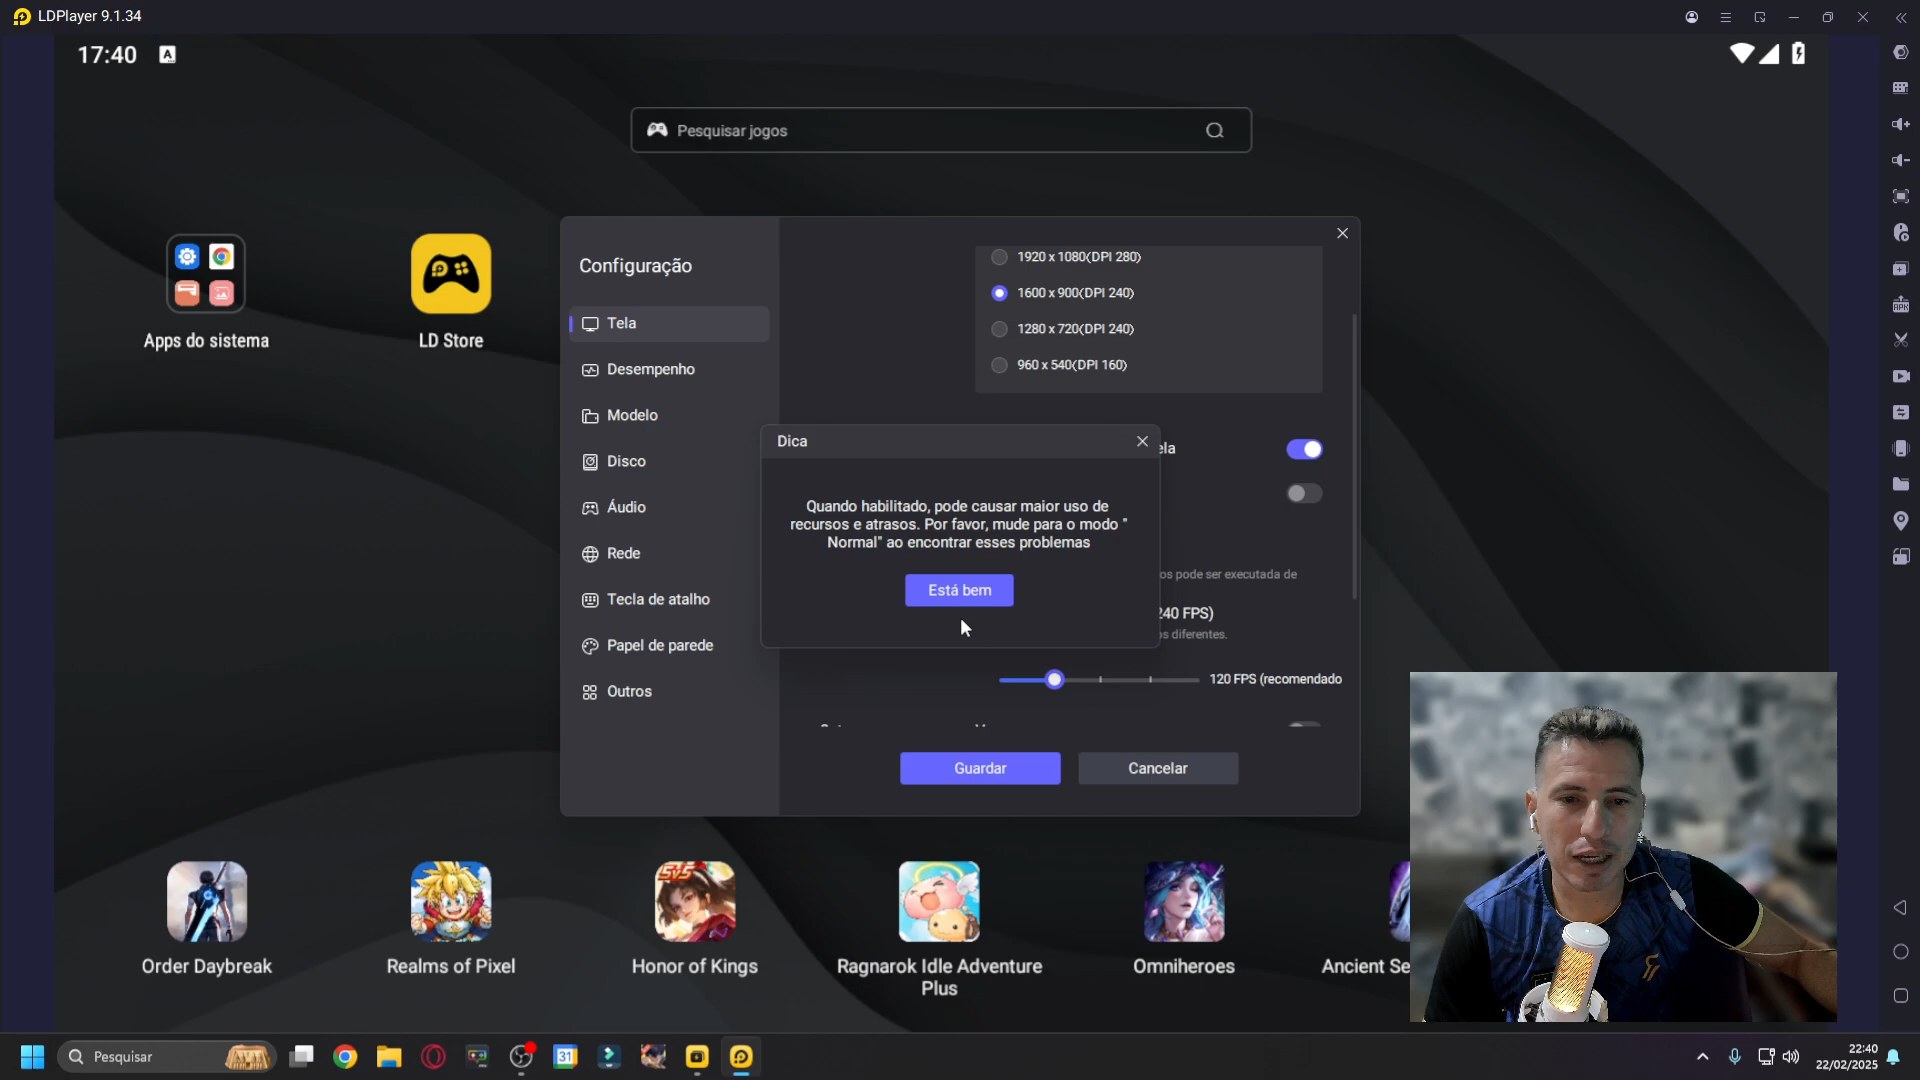 LDPlayer 9.1.34
17:40
A
Pesquisar jogos
Apps do sistema
LD Store
Configuração
Tela
Desempenho
Modelo
Disco
Áudio
Rede
Tecla de atalho
Papel de parede
Outros
1920 x 1080(DPI 280)
1600 x 900(DPI 240)
1280 x 720(DPI 240)
960 x 540(DPI 160)
ela
Dica
Quando habilitado, pode causar maior uso de
recursos e atrasos. Por favor, mude para o modo "
Normal" ao encontrar esses problemas
Está bem
os pode ser executada de
240 FPS)
os diferentes.
120 FPS (recomendado
Guardar
Cancelar
5V5
Order Daybreak
Realms of Pixel
Honor of Kings
Ragnarok Idle Adventure
Plus
Omniheroes
Ancient Se
APK
Pesquisar
31
22:40
22/02/2025